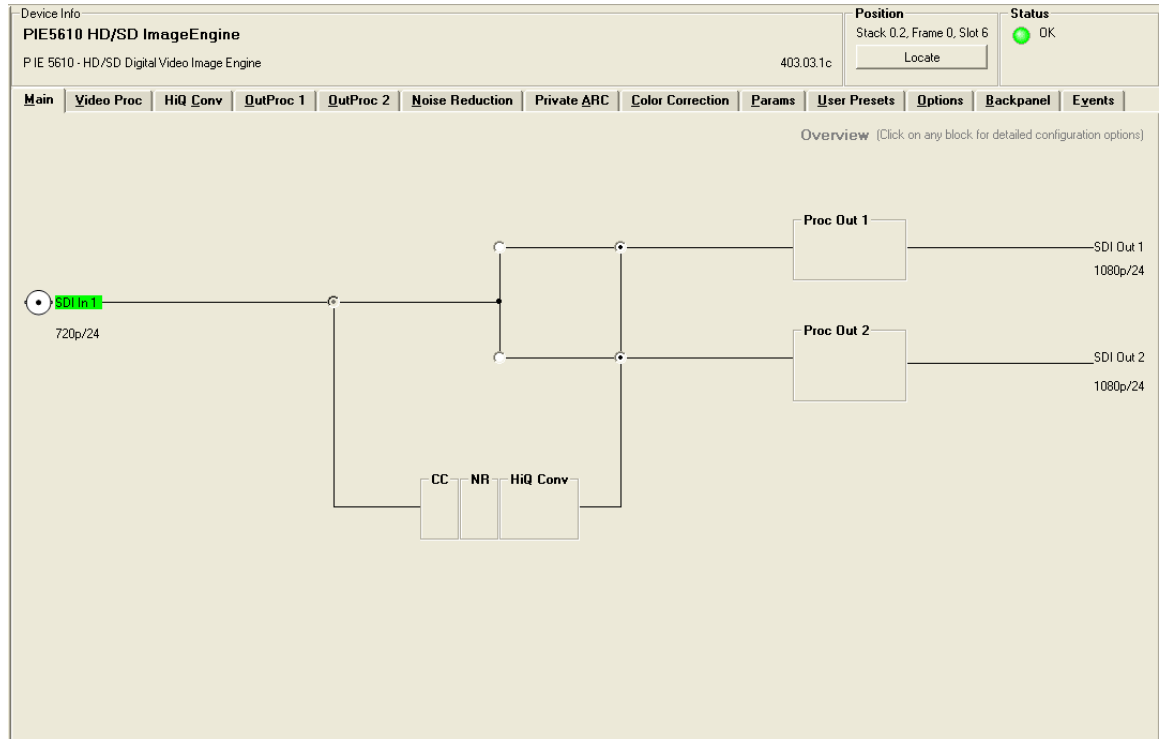 Device Info
PIE5610 HD/SD ImageEngine
P IE 5610 - HD/SD Digital Video Image Engine
403.03.1c
Position
Stack 0.2, Frame 0, Slot 6
Locate
Status
OK
Main Video Proc HiQ Conv OutProc 1 OutProc 2 Noise Reduction Private ARC Color Correction Params User Presets Options Backpanel Events
Overview (Click on any block for detailed configuration options)
Proc Out 1
SDI Out 1
1080p/24
SDI In 1
720p/24
Proc Out 2
SDI Out 2
1080p/24
CC NR HiQ Conv